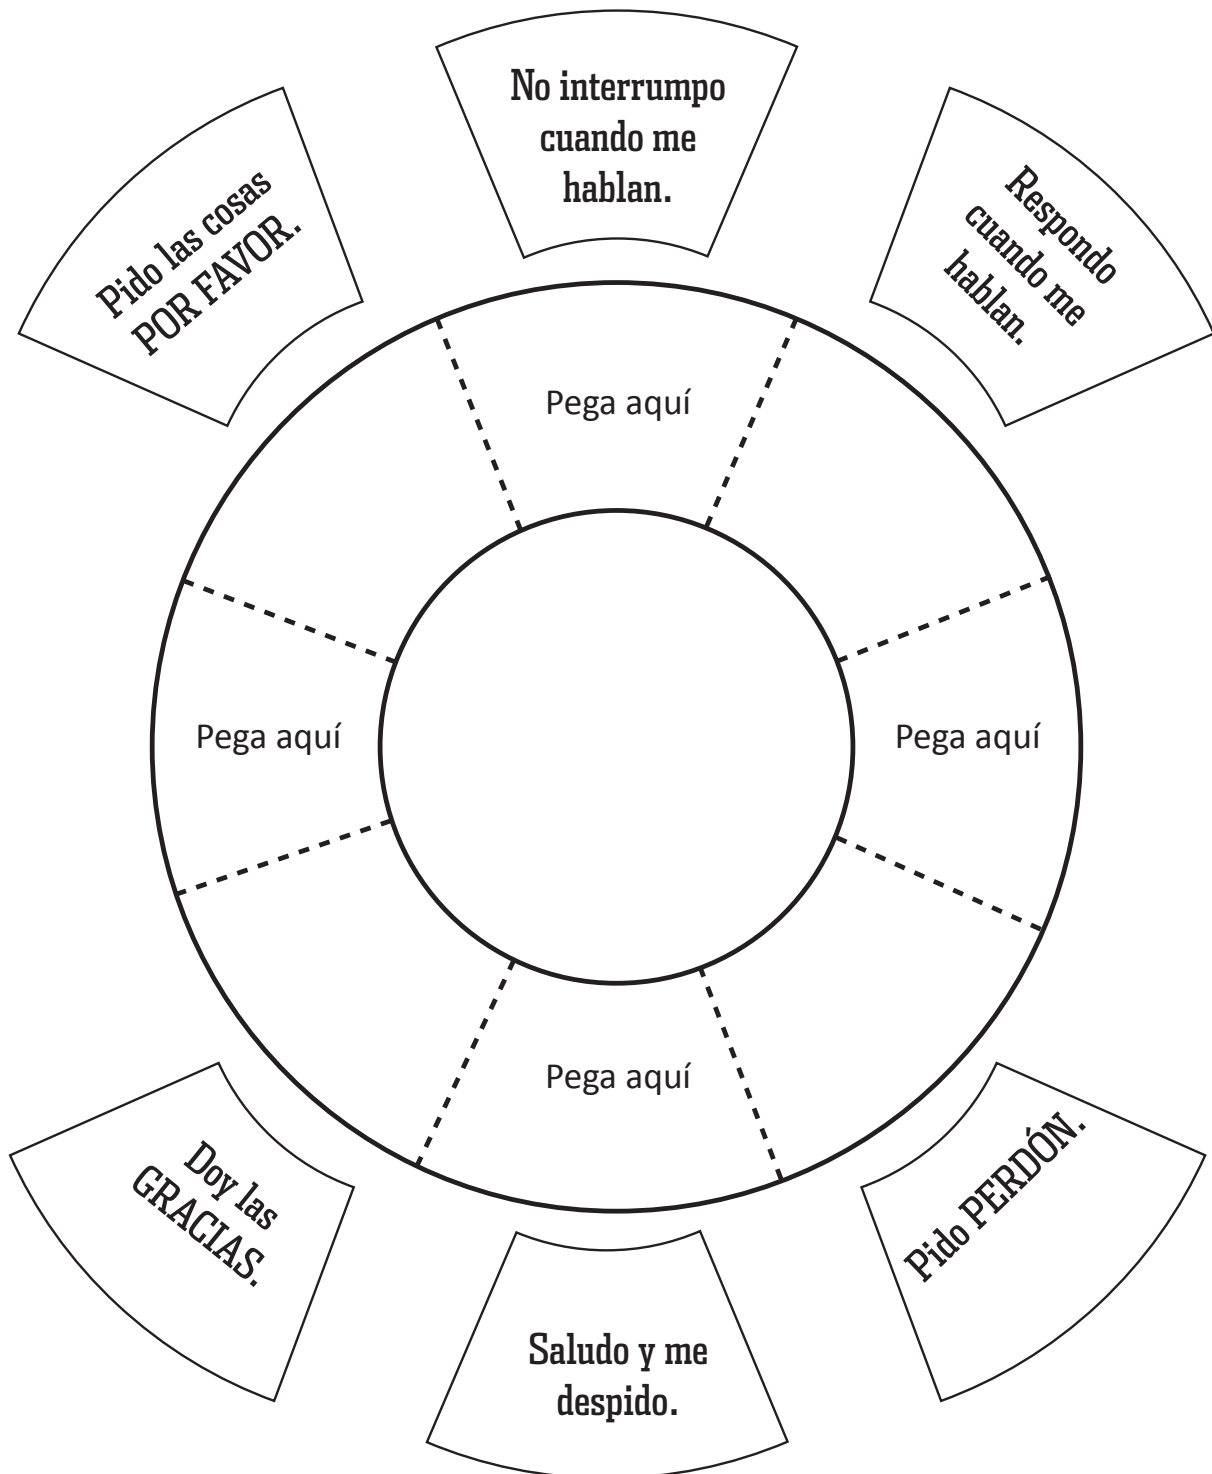 No interrumpo
cuando me
hablan.
Pido las cosas
POR FAVOR.
Respondo
cuando me
hablan.
Pega aquí
Pega aquí
Pega aquí
Pega aquí
Doy las
GRACIAS.
Pido PERDÓN.
Saludo y me
despido.